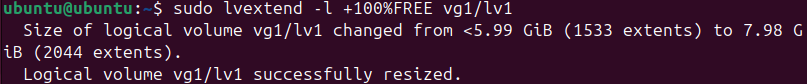 ubuntu@ubuntu:~$ sudo lvextend -l +100%FREE vg1/lv1
  Size of logical volume vg1/lv1 changed from <5.99 GiB (1533 extents) to 7.98 G
iB (2044 extents).
  Logical volume vg1/lv1 successfully resized.